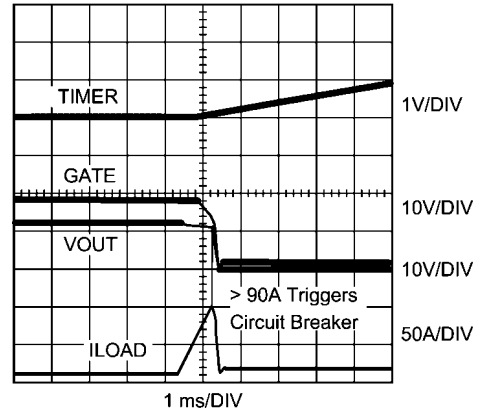 TIMER
1V/DIV
GATE
10V/DIV
VOUT
10V/DIV
> 90A Triggers
Circuit Breaker
50A/DIV
ILOAD
1 ms/DIV